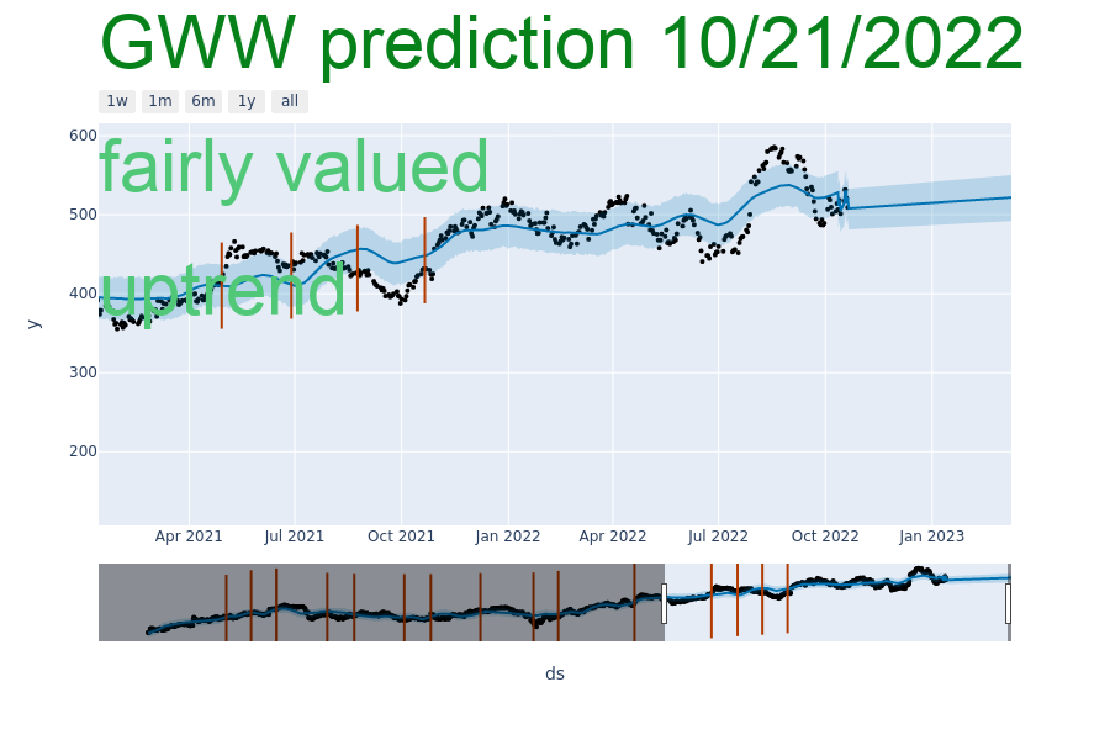 GWW prediction 10/21/2022
1w 1m 6m 1y all
600
fairly valued
500
400
uptrend
y
300
200
Apr 2021 Jul 2021 Oct 2021 Jan 2022 Apr 2022 Jul 2022 Oct 2022 Jan 2023
ds